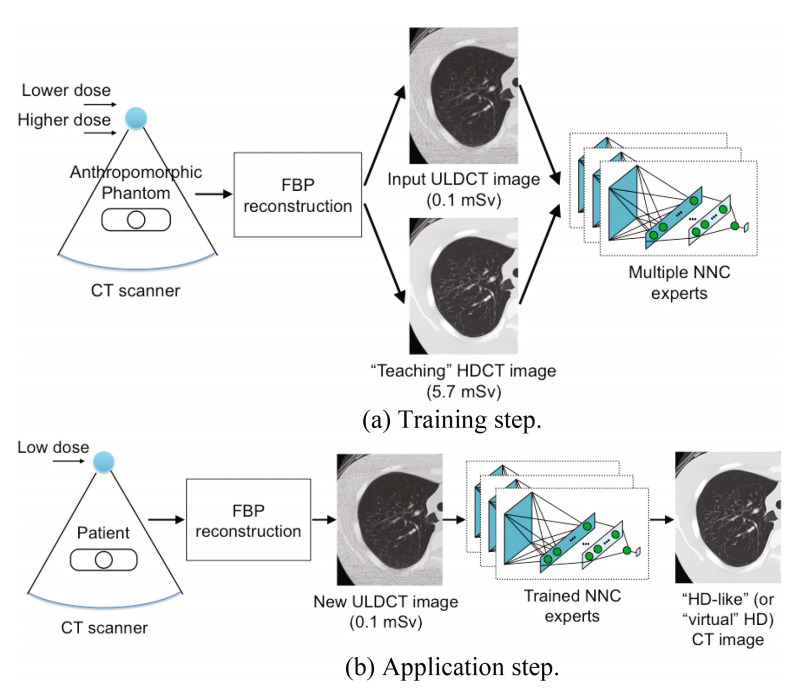 Lower dose
Higher dose
Anthropomorphic
Phantom
CT scanner
FBP
reconstruction
Input ULDCT image
(0.1 mSv)
“Teaching” HDCT image
(5.7 mSv)
Multiple NNC
experts
(a) Training step.
Low dose
Patient
CT scanner
FBP
reconstruction
New ULDCT image
(0.1 mSv)
Trained NNC
experts
“HD-like” (or
“virtual” HD)
CT image
(b) Application step.